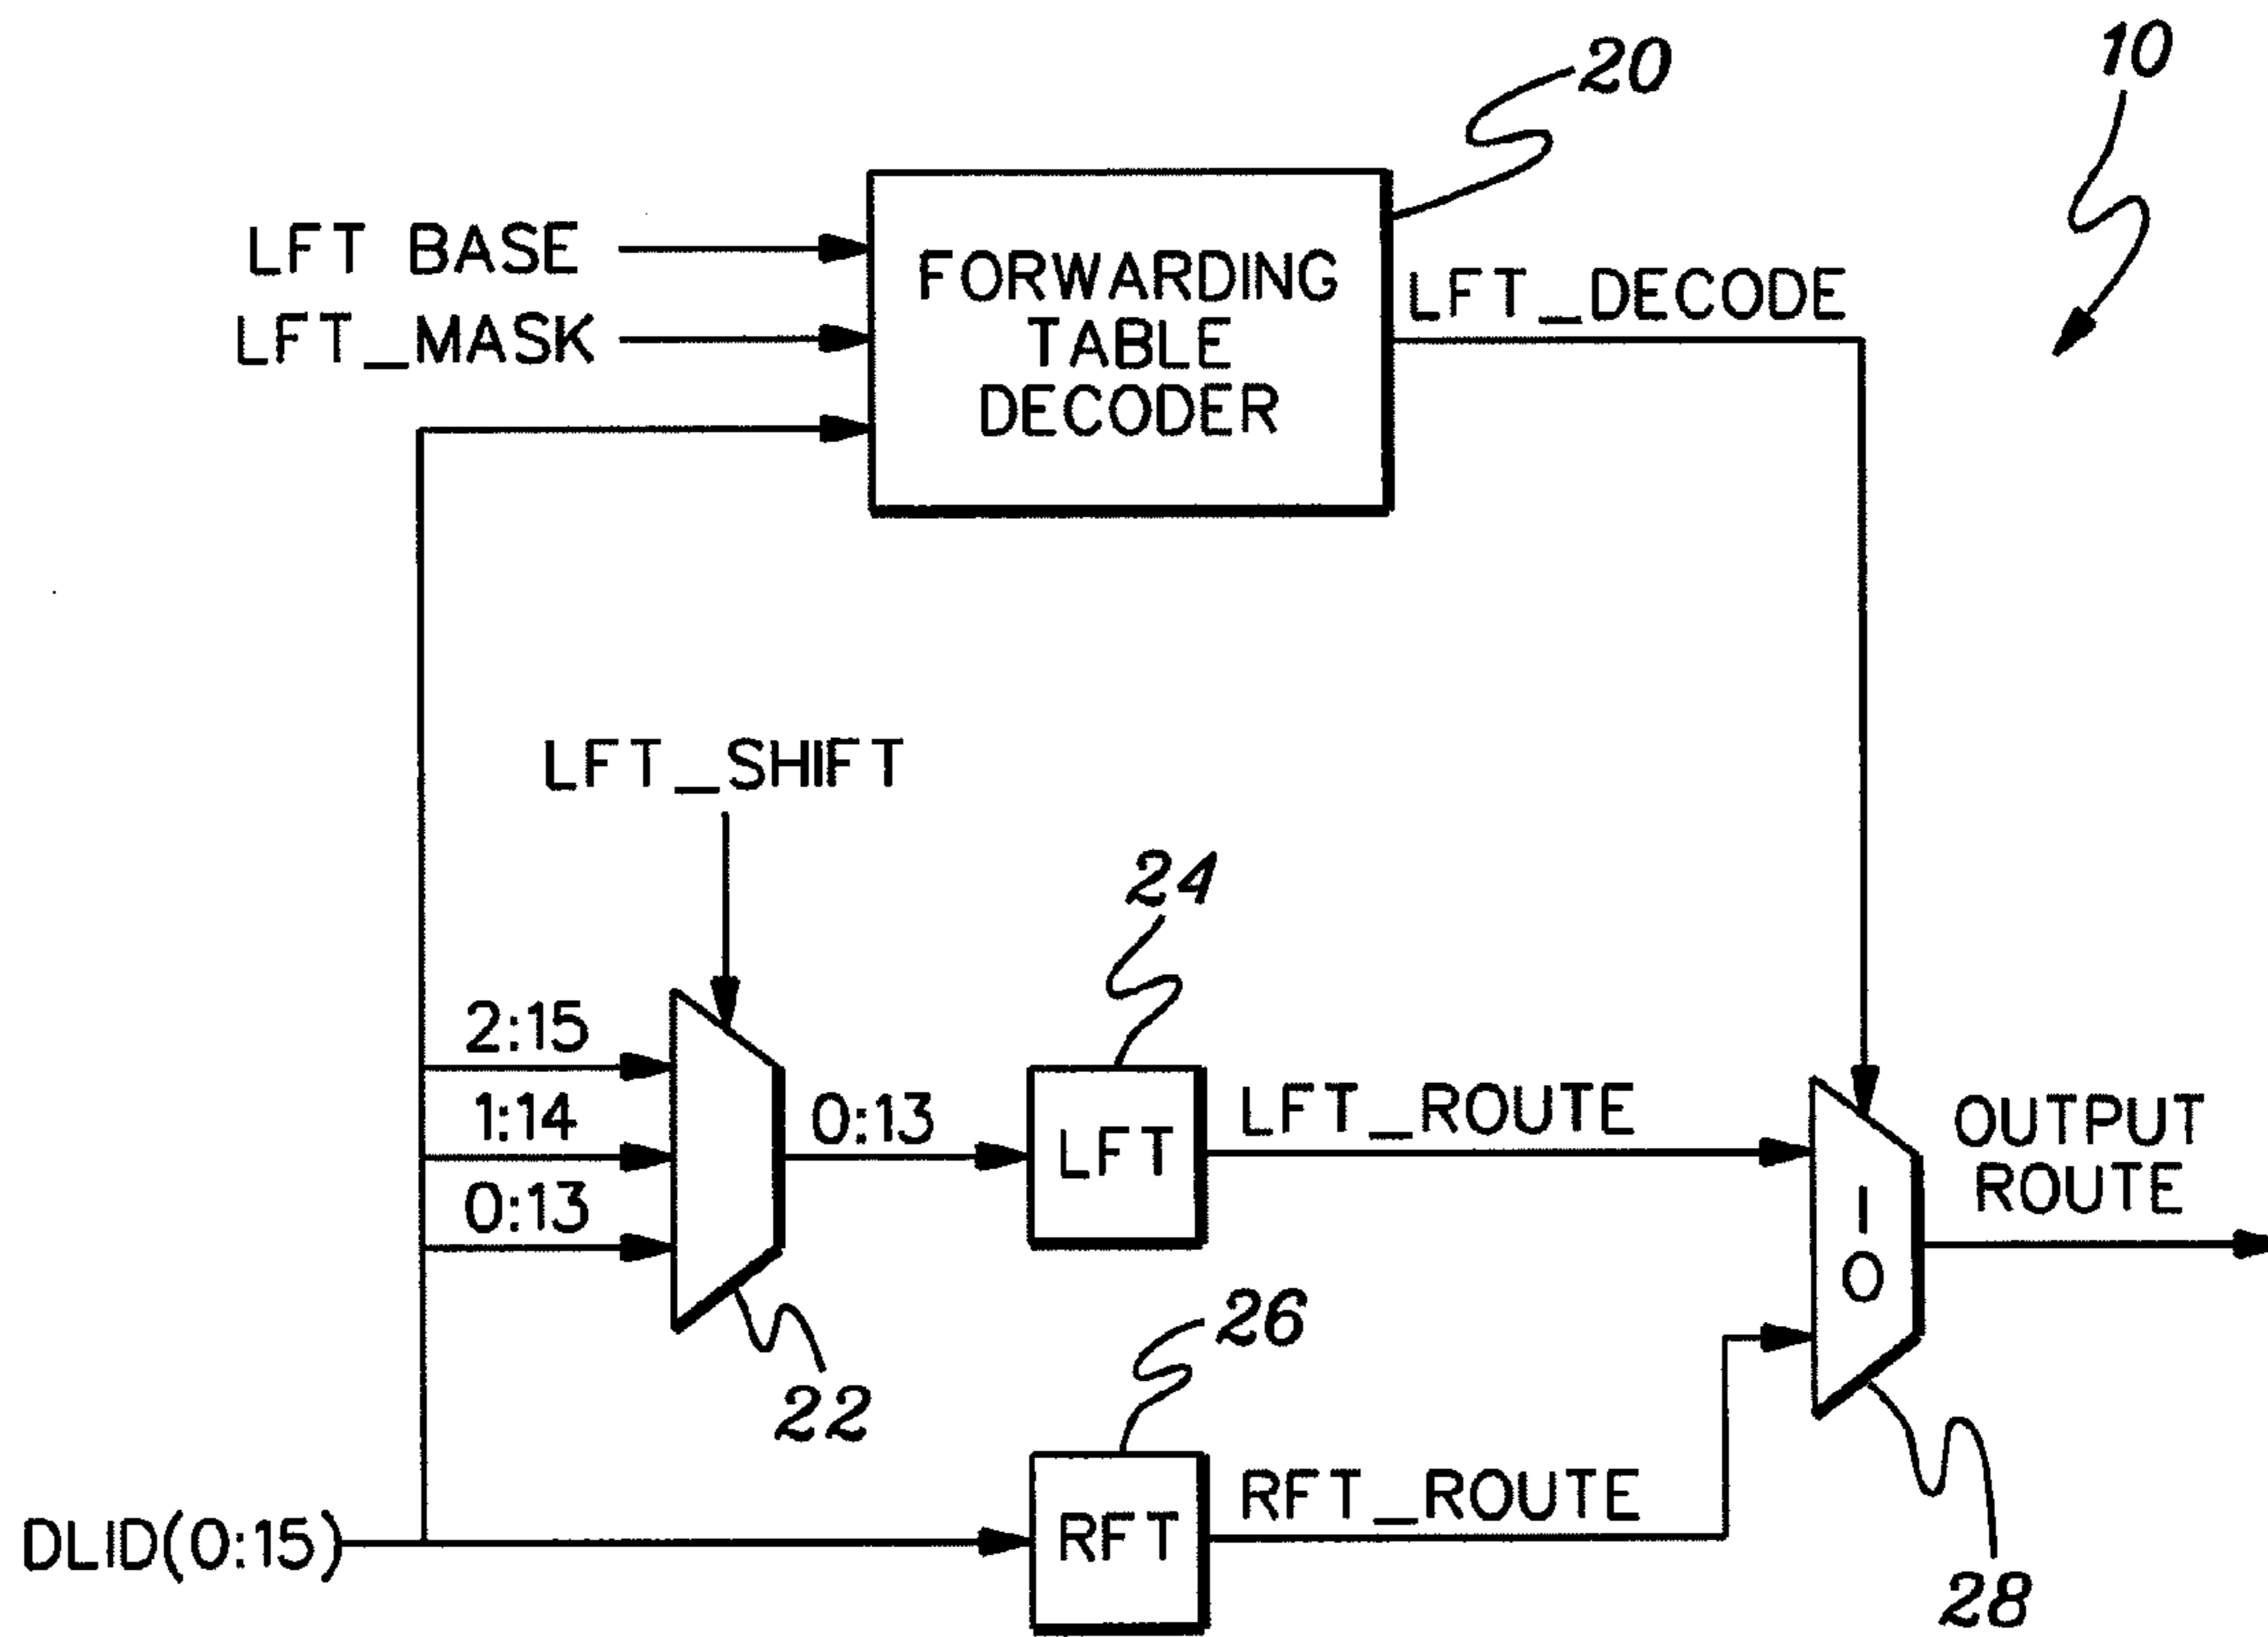 10
20
LFT BASE
LFT_MASK
FORWARDING
TABLE
DECODER
LFT_DECODE
LFT_SHIFT
24
2:15
1:14
0:13
0:13
LFT
LFT_ROUTE
1
0
OUTPUT
ROUTE
22
26
DLID(0:15)
RFT
RFT_ROUTE
28